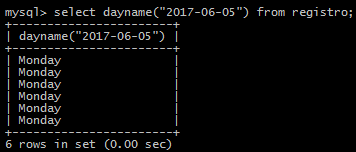 mysql> select dayname("2017-06-05") from registro;
+-----------------------+
| dayname("2017-06-05") |
+-----------------------+
| Monday                |
| Monday                |
| Monday                |
| Monday                |
| Monday                |
| Monday                |
+-----------------------+
6 rows in set (0.00 sec)